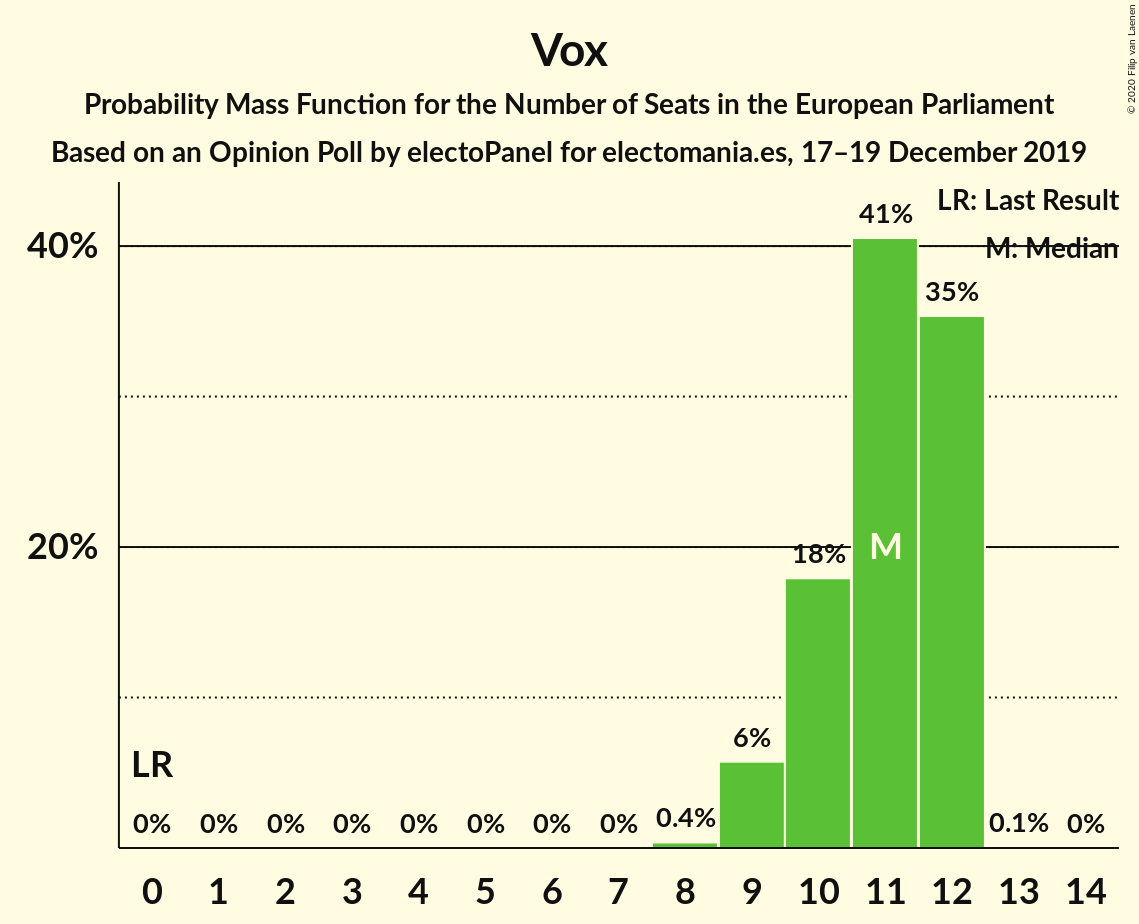 Vox
Probability Mass Function for the Number of Seats in the European Parliament
Based on an Opinion Poll by electoPanel for electomania.es, 17–19 December 2019
© 2020 Filip van Laenen
LR: Last Result
M: Median
40%
20%
41%
35%
18%
M
6%
LR
0% 0% 0% 0% 0% 0% 0% 0% 0.4% 0.1% 0%
0 1 2 3 4 5 6 7 8 9 10 11 12 13 14